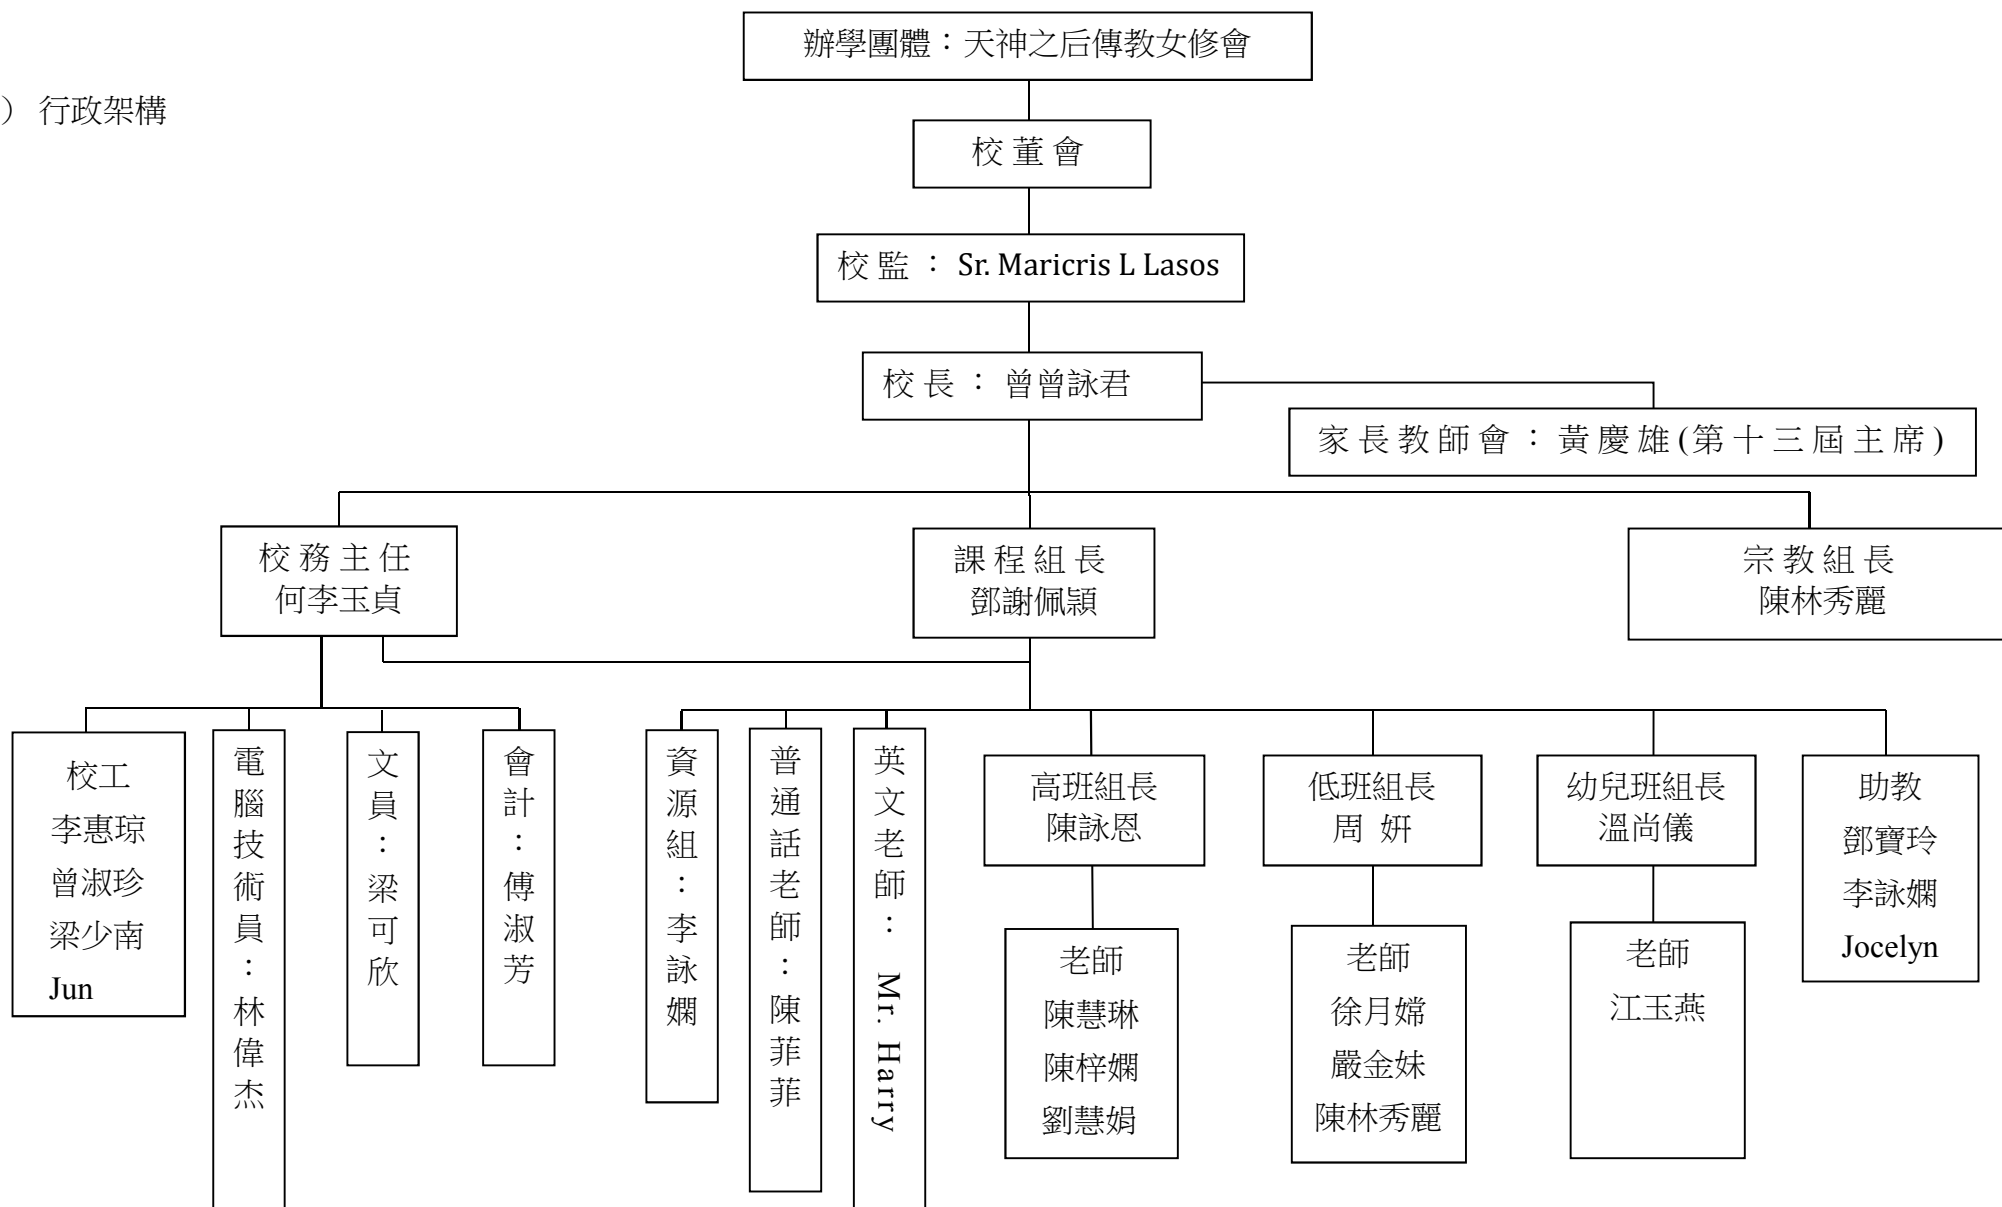 辦學團體：天神之后傳教女修會
） 行政架構
校董會
校監： Sr. Maricris L Lasos
校長： 曾曾詠君
家長教師會：黃慶雄(第十三屆主席)
校務主任
何李玉貞
課程組長
鄧謝佩穎
宗教組長
陳林秀麗
校工
李惠琼
曾淑珍
梁少南
Jun
電腦技術員：林偉杰
文員：梁可欣
會計：傅淑芳
資源組：李詠嫻
普通話老師：陳菲菲
英文老師： Mr. Harry
高班組長
陳詠恩
老師
陳慧琳
陳梓嫻
劉慧娟
低班組長
周 妍
老師
徐月嫦
嚴金妹
陳林秀麗
幼兒班組長
溫尚儀
老師
江玉燕
助教
鄧寶玲
李詠嫻
Jocelyn